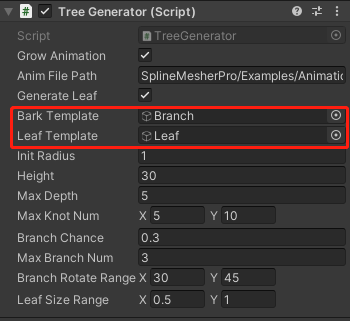 Tree Generator (Script)
Script TreeGenerator
Grow Animation
Anim File Path SplineMesherPro/Examples/Animatic
Generate Leaf
Bark Template Branch
Leaf Template Leaf
Init Radius 1
Height 30
Max Depth 5
Max Knot Num X 5 Y 10
Branch Chance 0.3
Max Branch Num 3
Branch Rotate Range X 30 Y 45
Leaf Size Range X 0.5 Y 1